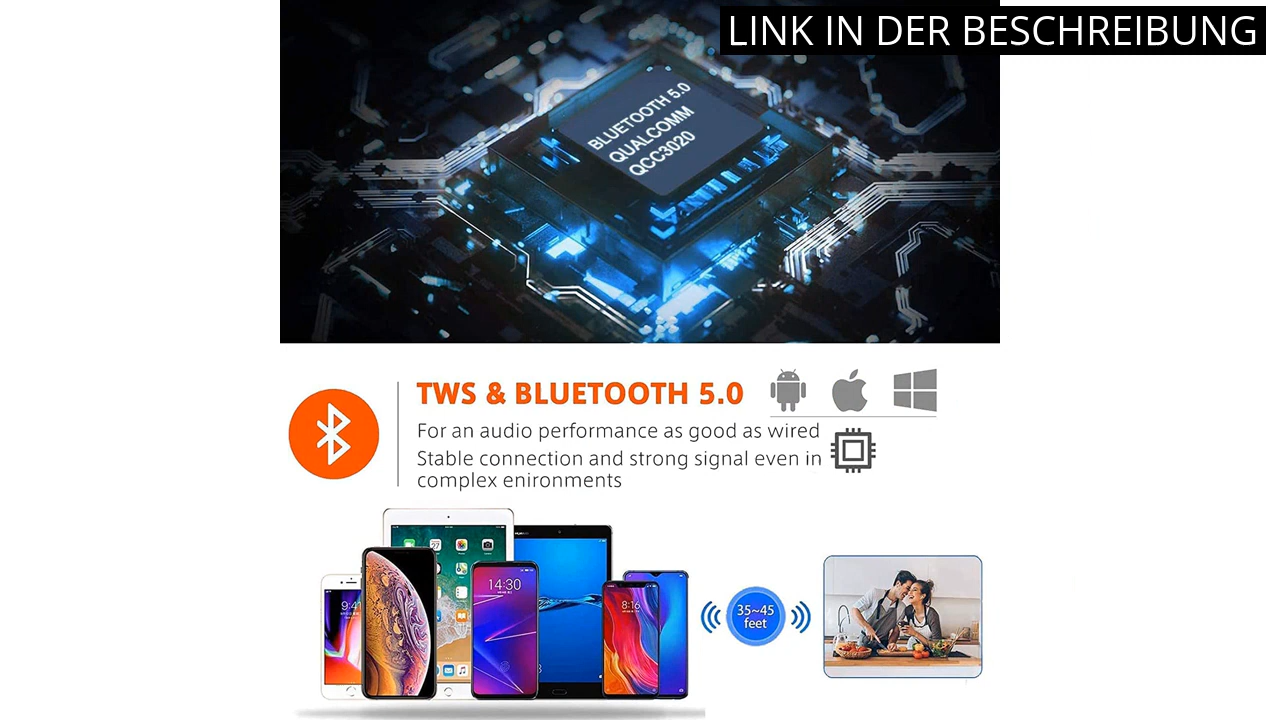 LINK IN DER BESCHREIBUNG
BLUETOOTH 5.0
QUALCOMM
QCC3020
TWS & BLUETOOTH 5.0
For an audio performance as good as wired
Stable connection and strong signal even in
complex enironments
27
9:41
14:30
8:16
35~45
feet